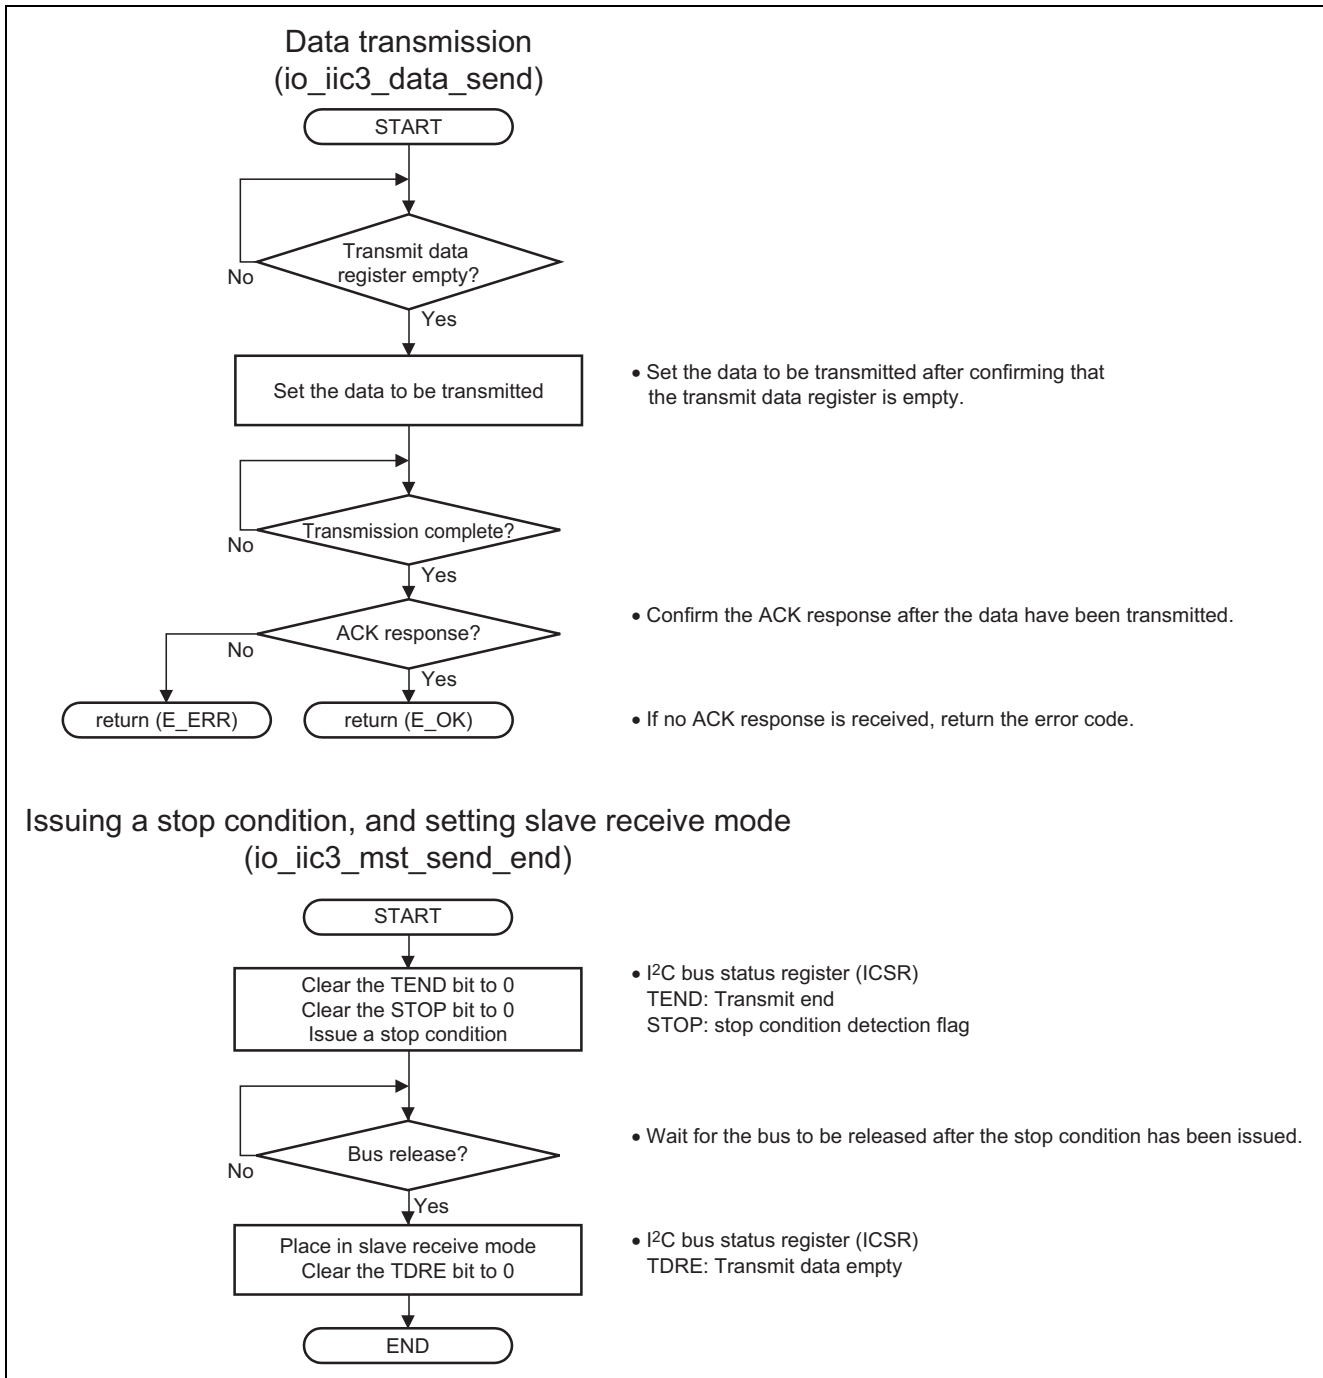 Data transmission
(io_iic3_data_send)
START
Transmit data
register empty?
No
Yes
Set the data to be transmitted
• Set the data to be transmitted after confirming that
the transmit data register is empty.
Transmission complete?
No
Yes
ACK response?
• Confirm the ACK response after the data have been transmitted.
No
Yes
return (E_ERR)
return (E_OK)
• If no ACK response is received, return the error code.
Issuing a stop condition, and setting slave receive mode
(io_iic3_mst_send_end)
START
Clear the TEND bit to 0
Clear the STOP bit to 0
Issue a stop condition
• I²C bus status register (ICSR)
TEND: Transmit end
STOP: stop condition detection flag
Bus release?
• Wait for the bus to be released after the stop condition has been issued.
No
Yes
Place in slave receive mode
Clear the TDRE bit to 0
• I²C bus status register (ICSR)
TDRE: Transmit data empty
END